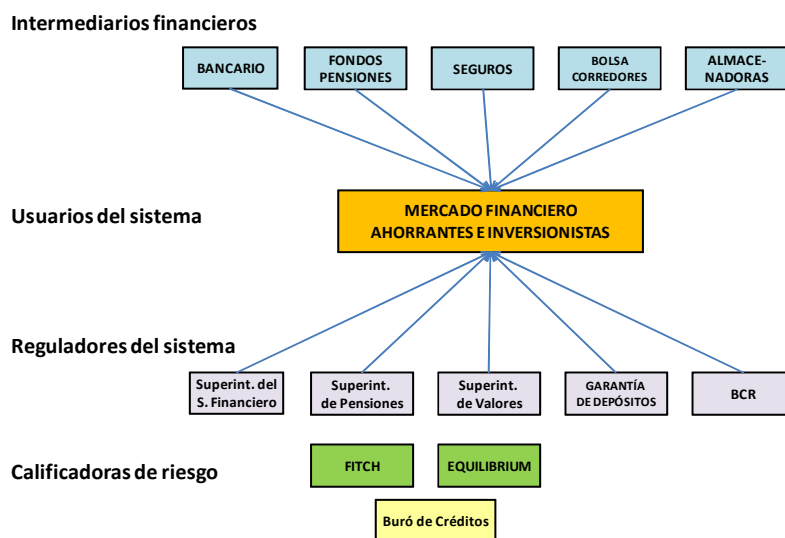 Intermediarios financieros
BANCARIO
FONDOS
PENSIONES
SEGUROS
BOLSA
CORREDORES
ALMACE-
NADORAS
Usuarios del sistema
MERCADO FINANCIERO
AHORRANTES E INVERSIONISTAS
Reguladores del sistema
Superint. del
S. Financiero
Superint.
de Pensiones
Superint.
de Valores
GARANTÍA
DE DEPÓSITOS
BCR
Calificadoras de riesgo
FITCH
EQUILIBRIUM
Buró de Créditos